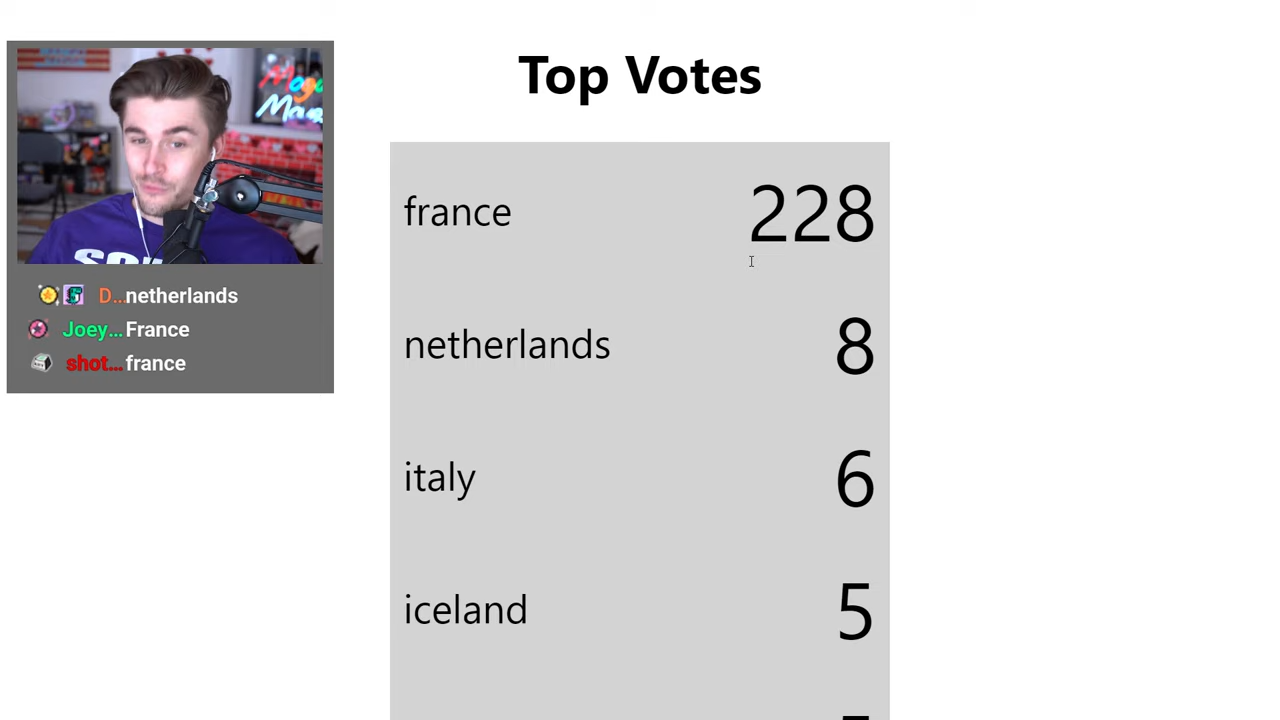 Top Votes
france 228
netherlands 8
italy 6
iceland 5
D...netherlands
Joey...France
shot...france